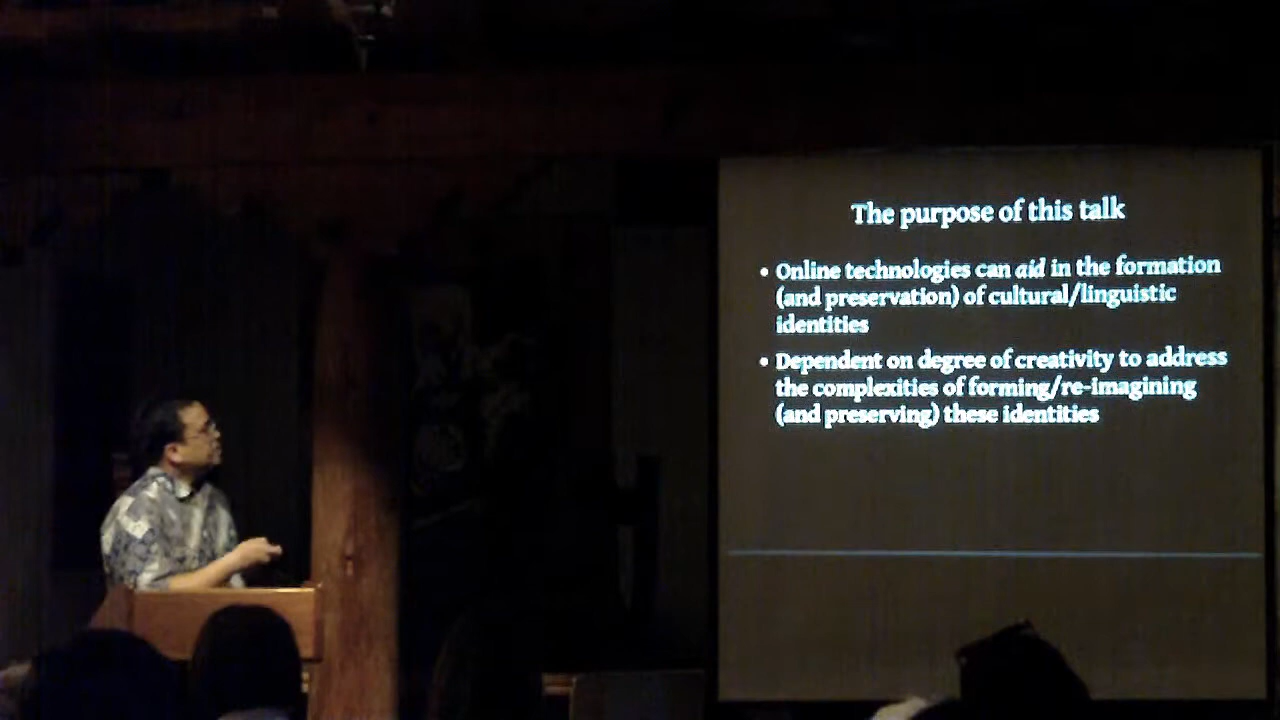 The purpose of this talk
• Online technologies can aid in the formation
(and preservation) of cultural/linguistic
identities
• Dependent on degree of creativity to address
the complexities of forming/re-imagining
(and preserving) these identities